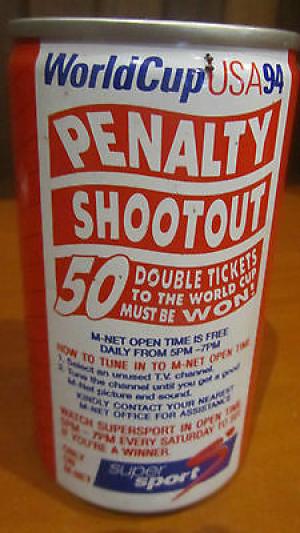 WorldCupUSA94
PENALTY
SHOOTOUT
50 DOUBLE TICKETS
TO THE WORLD CUP
MUST BE WON!
M-NET OPEN TIME IS FREE
DAILY FROM 5PM -7PM
HOW TO TUNE IN TO M-NET OPEN TIME
1. Select an unused T.V. channel.
2. Tune the channel until you get a good
M-Net picture and sound.
KINDLY CONTACT YOUR NEAREST
M-NET OFFICE FOR ASSISTANCE
WATCH SUPERSPORT IN OPEN TIME
5PM - 7PM EVERY SATURDAY TO SEE
IF YOU'RE A WINNER.
ONLY
ON
M-NET
super
sport